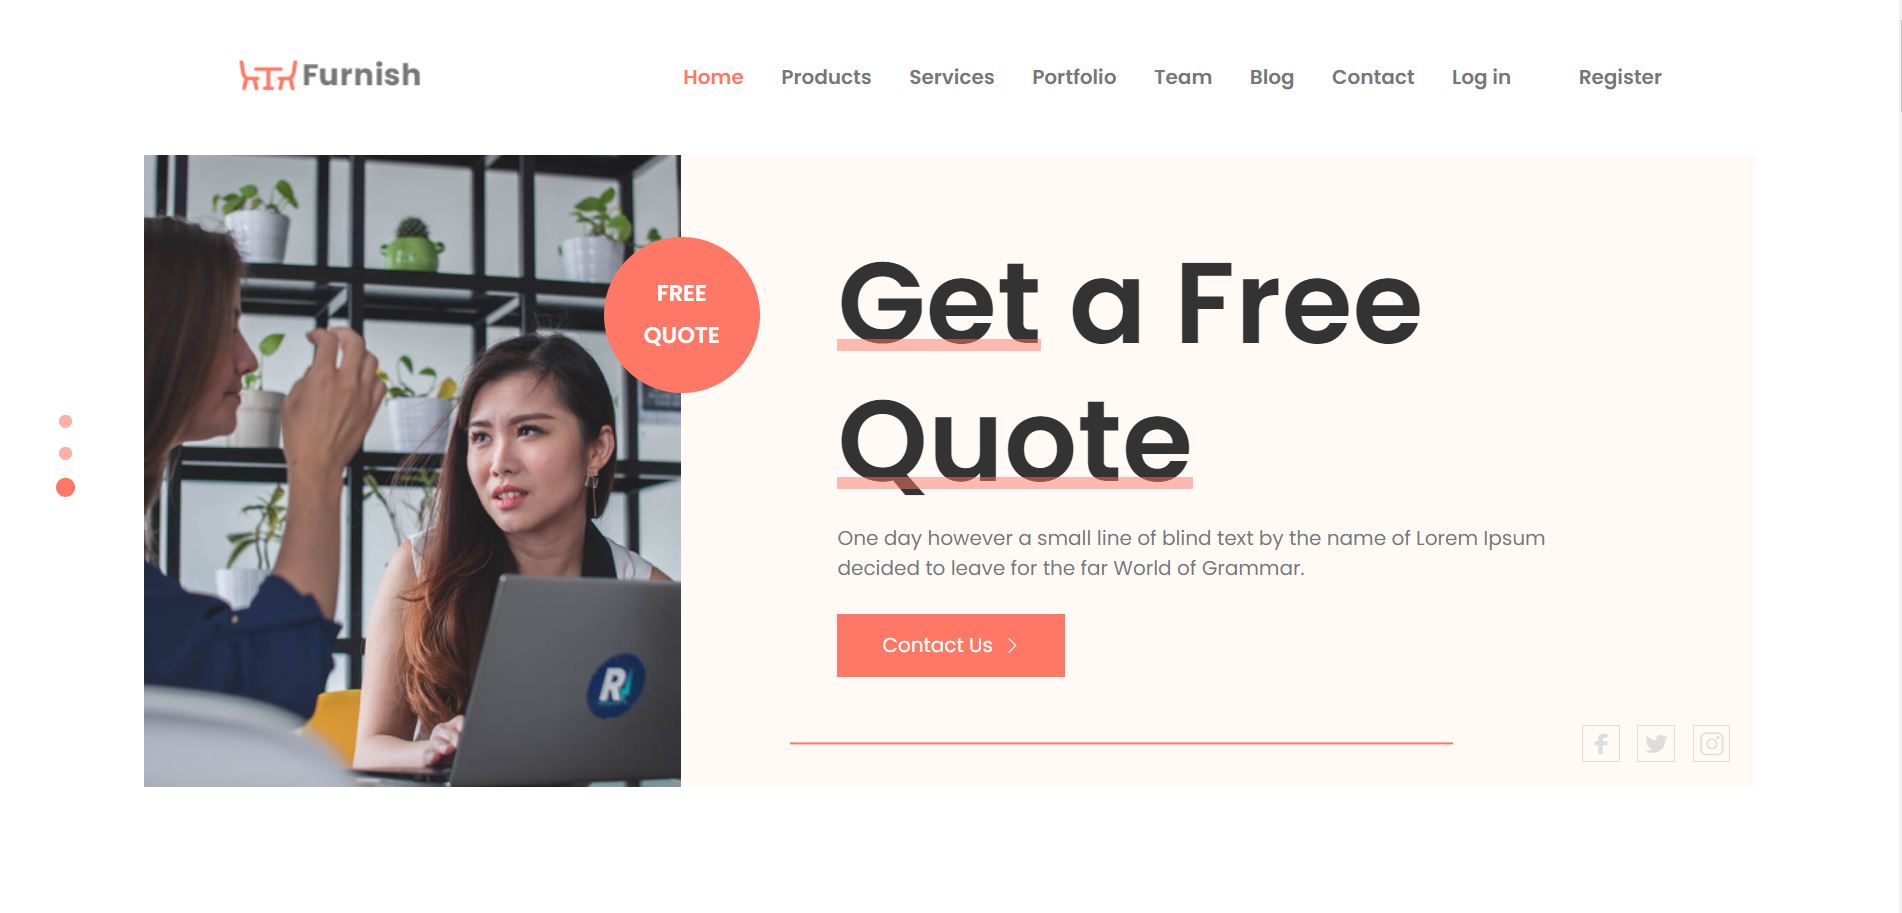 Furnish
Home Products Services Portfolio Team Blog Contact Log in Register
FREE
QUOTE
Get a Free
Quote
One day however a small line of blind text by the name of Lorem Ipsum
decided to leave for the far World of Grammar.
Contact Us
R